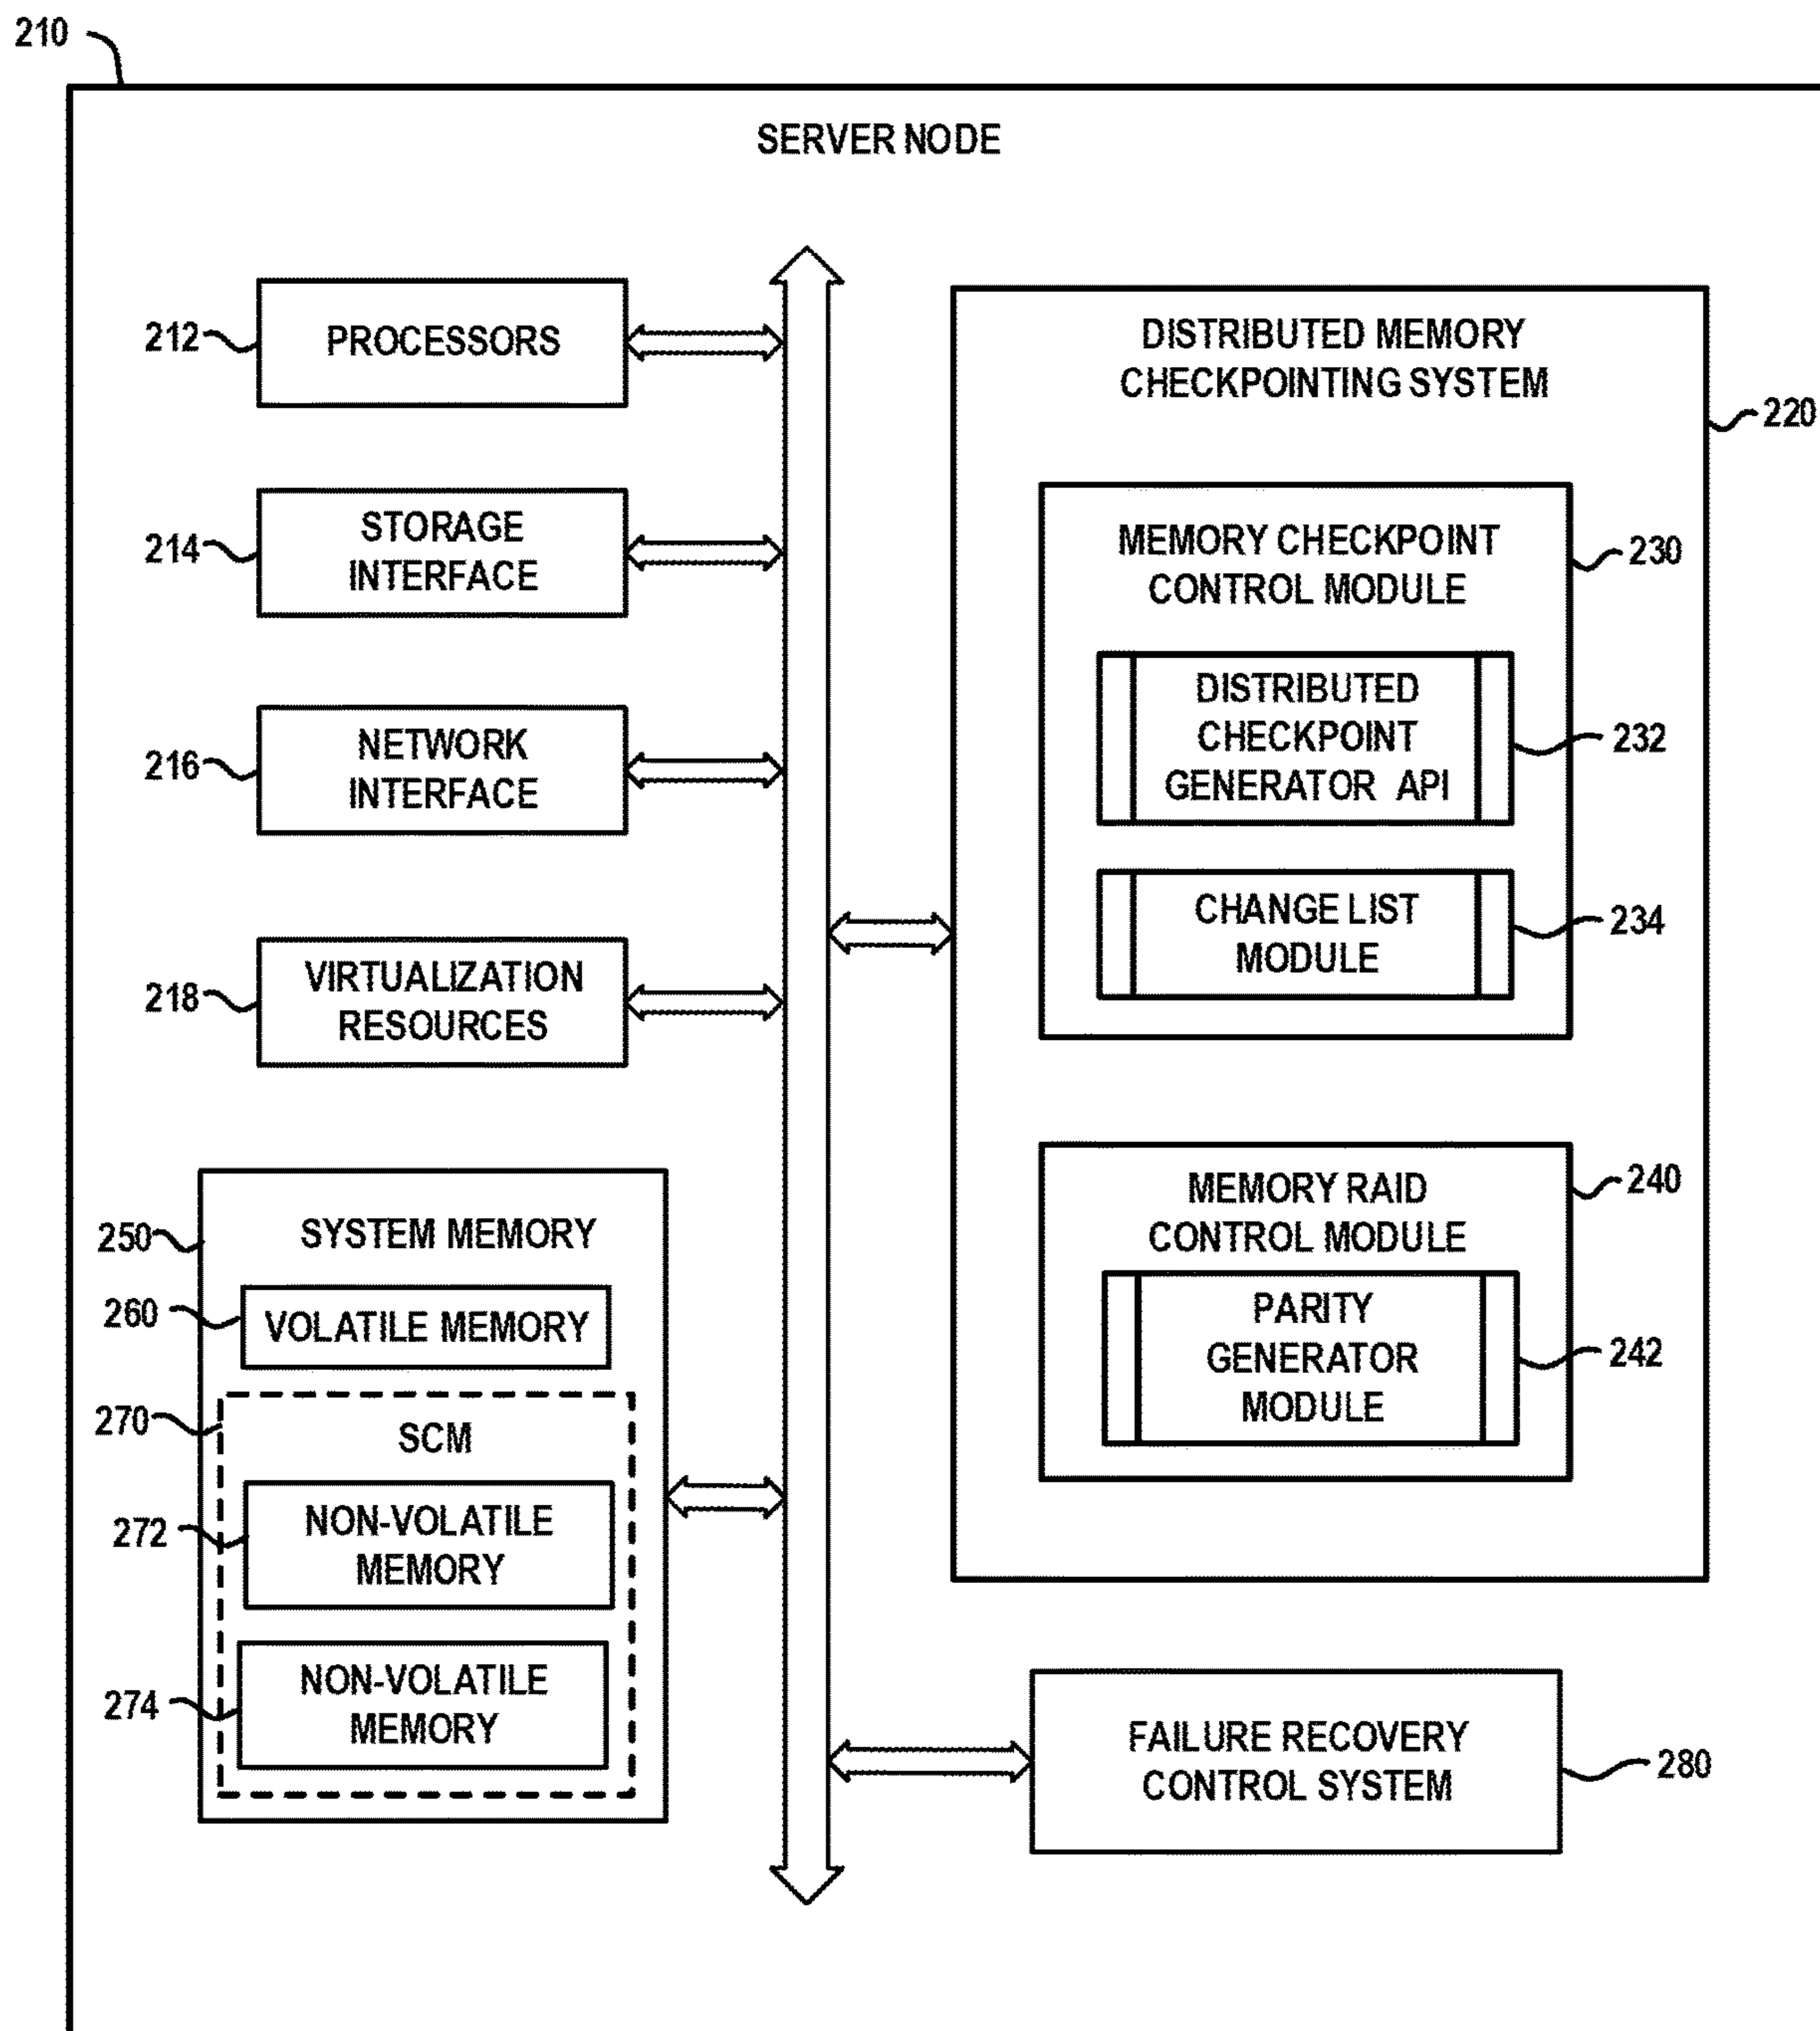 210
SERVER NODE
212
PROCESSORS
214
STORAGE
INTERFACE
216
NETWORK
INTERFACE
218
VIRTUALIZATION
RESOURCES
250
SYSTEM MEMORY
260
VOLATILE MEMORY
270
SCM
272
NON-VOLATILE
MEMORY
274
NON-VOLATILE
MEMORY
DISTRIBUTED MEMORY
CHECKPOINTING SYSTEM
220
MEMORY CHECKPOINT
CONTROL MODULE
230
DISTRIBUTED
CHECKPOINT
GENERATOR API
232
CHANGE LIST
MODULE
234
MEMORY RAID
CONTROL MODULE
240
PARITY
GENERATOR
MODULE
242
FAILURE RECOVERY
CONTROL SYSTEM
280